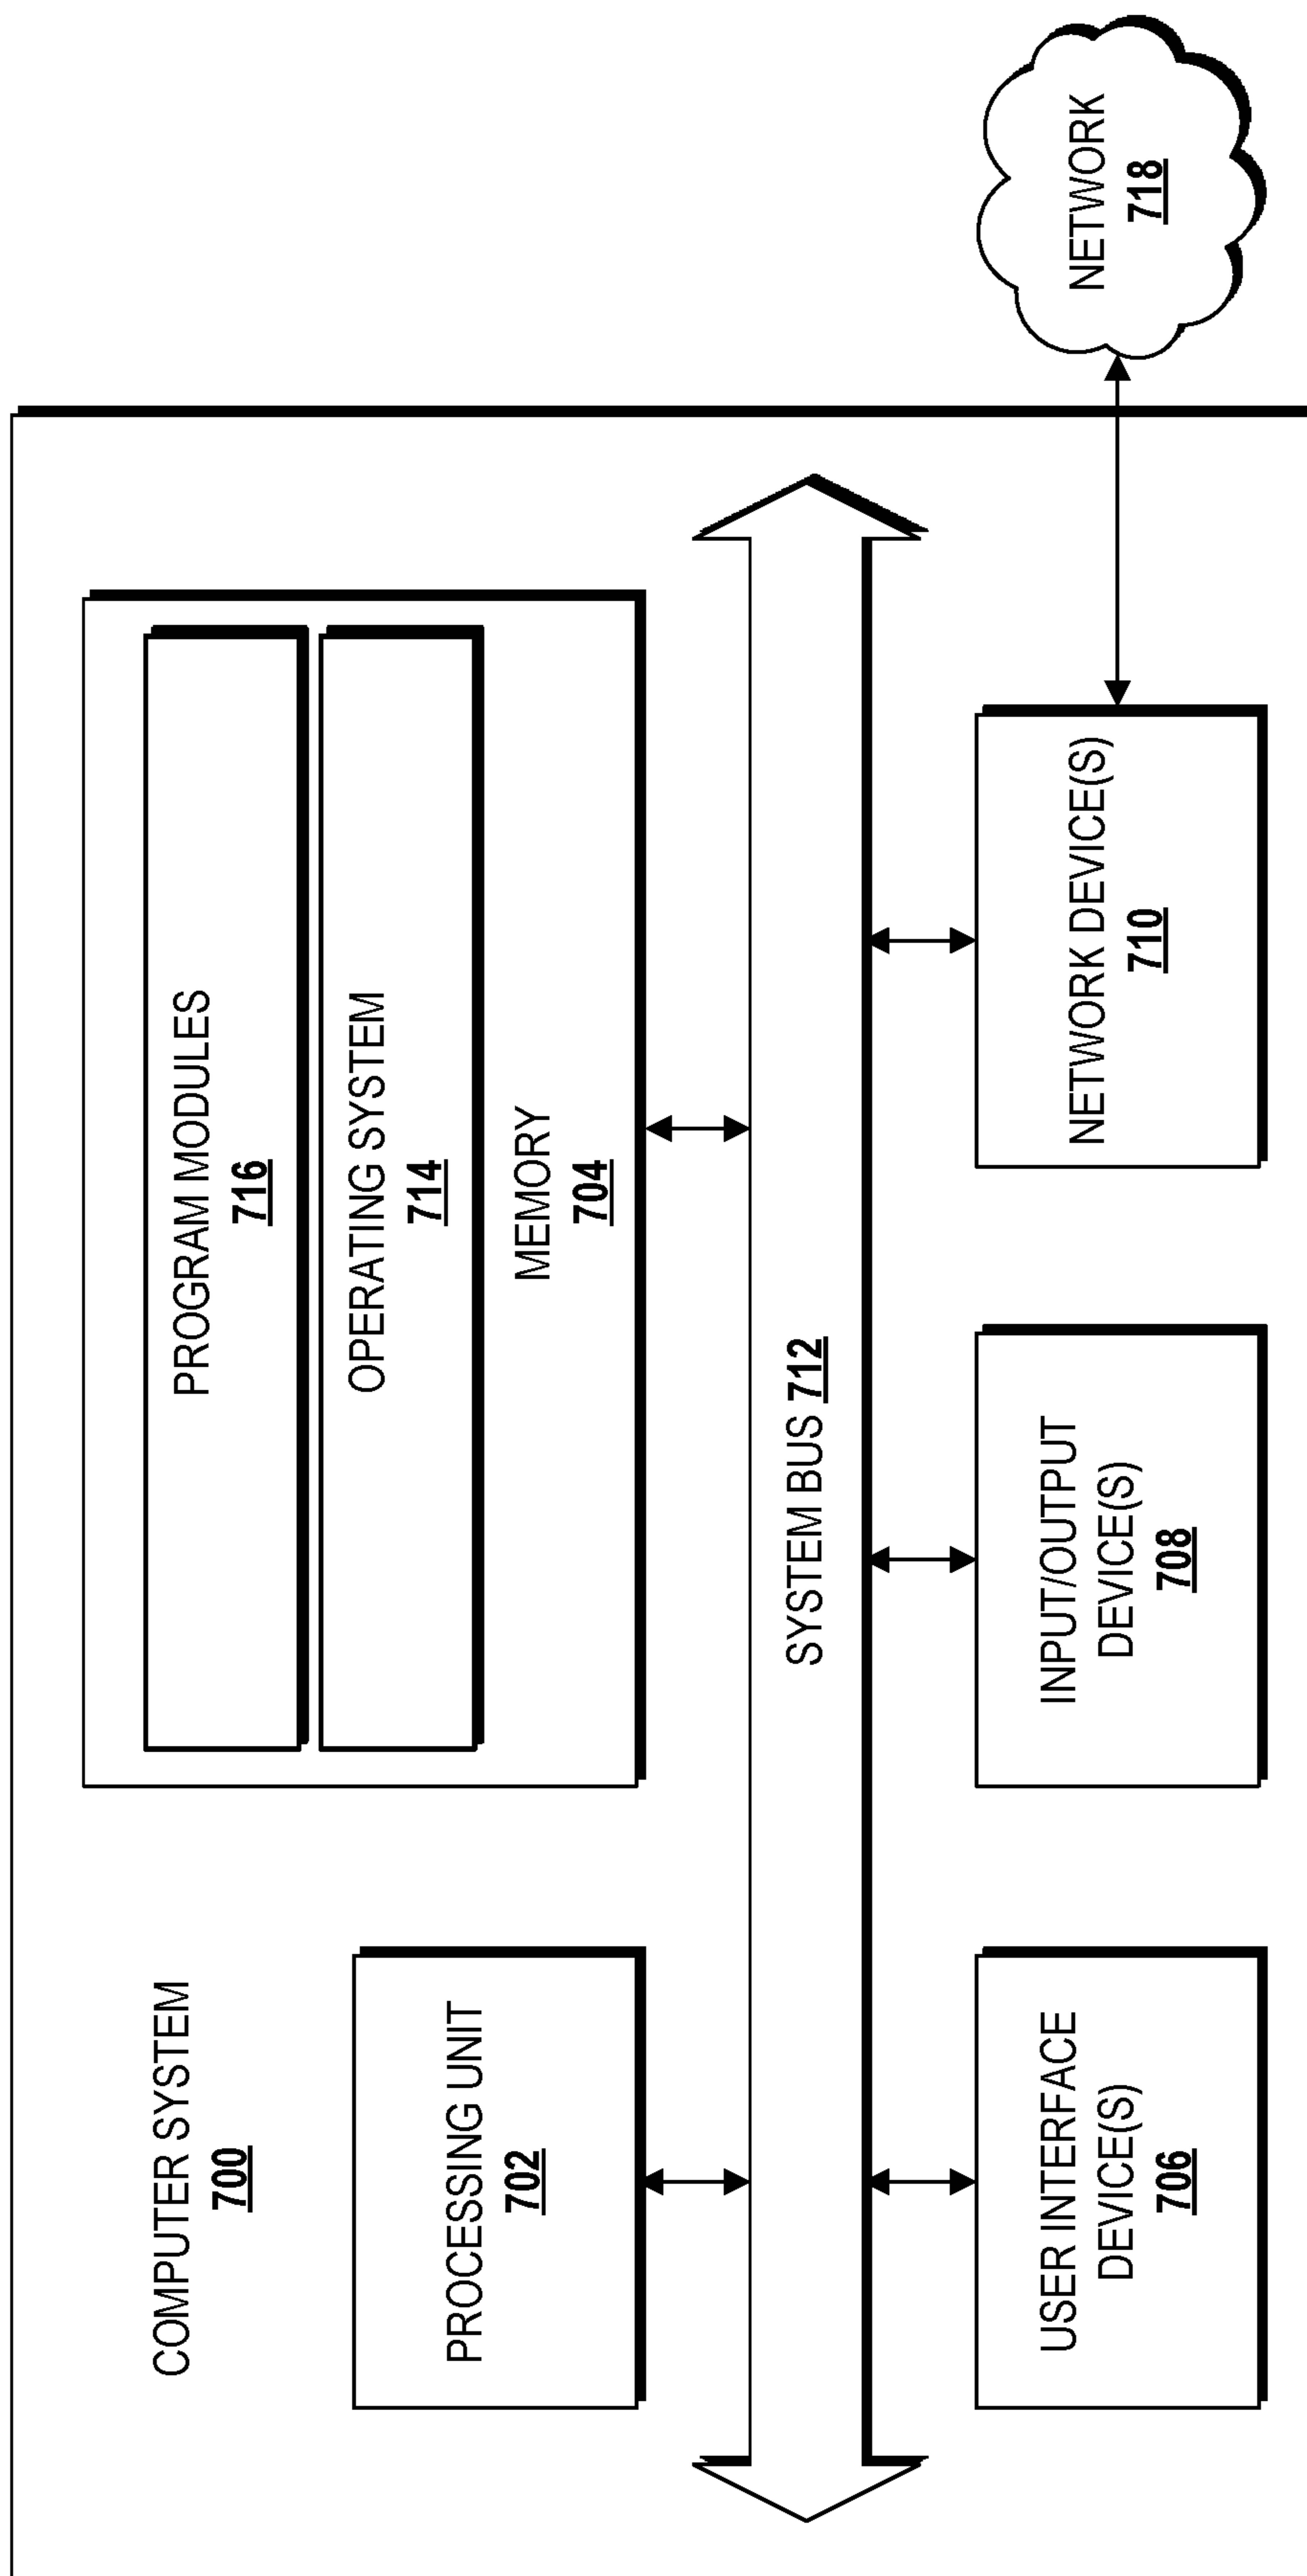 COMPUTER SYSTEM
700
PROGRAM MODULES
716
OPERATING SYSTEM
714
MEMORY
704
PROCESSING UNIT
702
SYSTEM BUS 712
USER INTERFACE
DEVICE(S)
706
INPUT/OUTPUT
DEVICE(S)
708
NETWORK DEVICE(S)
710
NETWORK
718